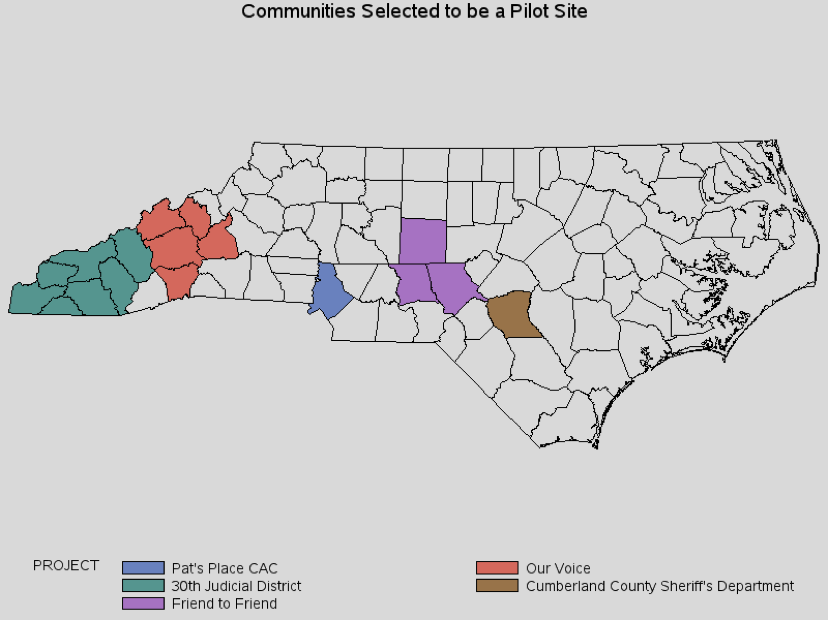 Communities Selected to be a Pilot Site
PROJECT
Pat's Place CAC
Our Voice
30th Judicial District
Cumberland County Sheriff's Department
Friend to Friend